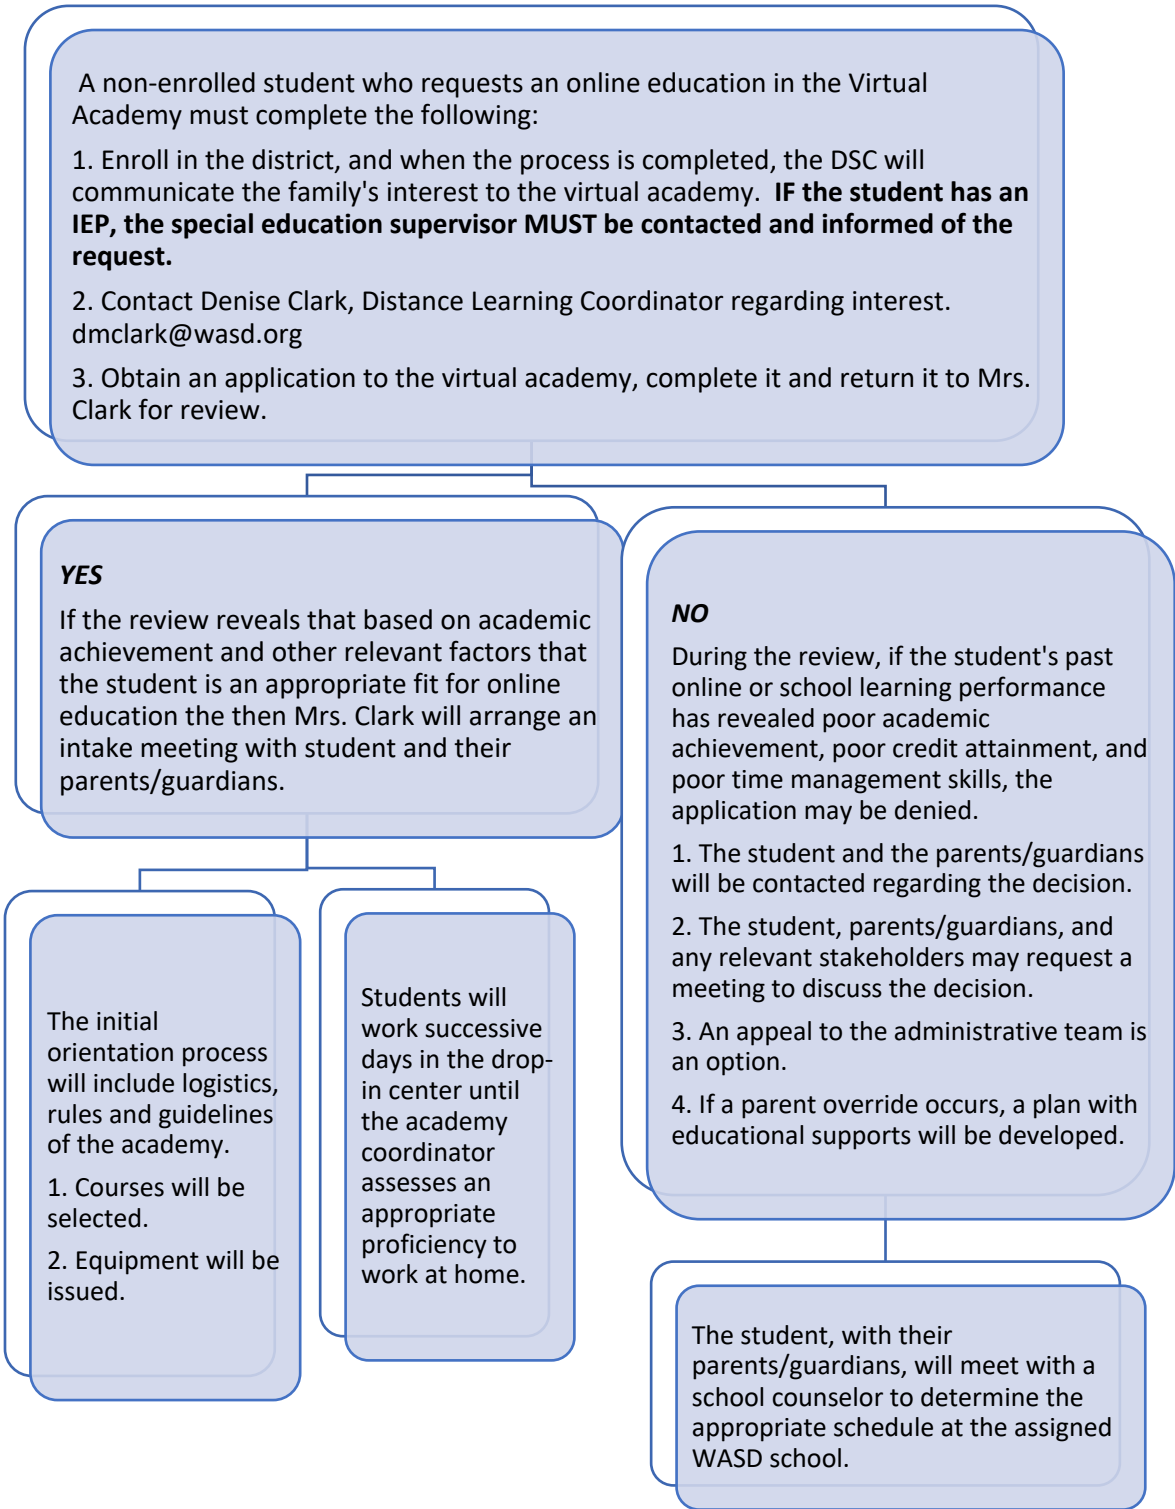 A non-enrolled student who requests an online education in the Virtual
Academy must complete the following:
1. Enroll in the district, and when the process is completed, the DSC will
communicate the family's interest to the virtual academy.  IF the student has an
IEP, the special education supervisor MUST be contacted and informed of the
request.
2. Contact Denise Clark, Distance Learning Coordinator regarding interest.
dmclark@wasd.org
3. Obtain an application to the virtual academy, complete it and return it to Mrs.
Clark for review.
YES
If the review reveals that based on academic
achievement and other relevant factors that
the student is an appropriate fit for online
education the then Mrs. Clark will arrange an
intake meeting with student and their
parents/guardians.
The initial
orientation process
will include logistics,
rules and guidelines
of the academy.
1. Courses will be
selected.
2. Equipment will be
issued.
Students will
work successive
days in the drop-
in center until
the academy
coordinator
assesses an
appropriate
proficiency to
work at home.
NO
During the review, if the student's past
online or school learning performance
has revealed poor academic
achievement, poor credit attainment, and
poor time management skills, the
application may be denied.
1. The student and the parents/guardians
will be contacted regarding the decision.
2. The student, parents/guardians, and
any relevant stakeholders may request a
meeting to discuss the decision.
3. An appeal to the administrative team is
an option.
4. If a parent override occurs, a plan with
educational supports will be developed.
The student, with their
parents/guardians, will meet with a
school counselor to determine the
appropriate schedule at the assigned
WASD school.